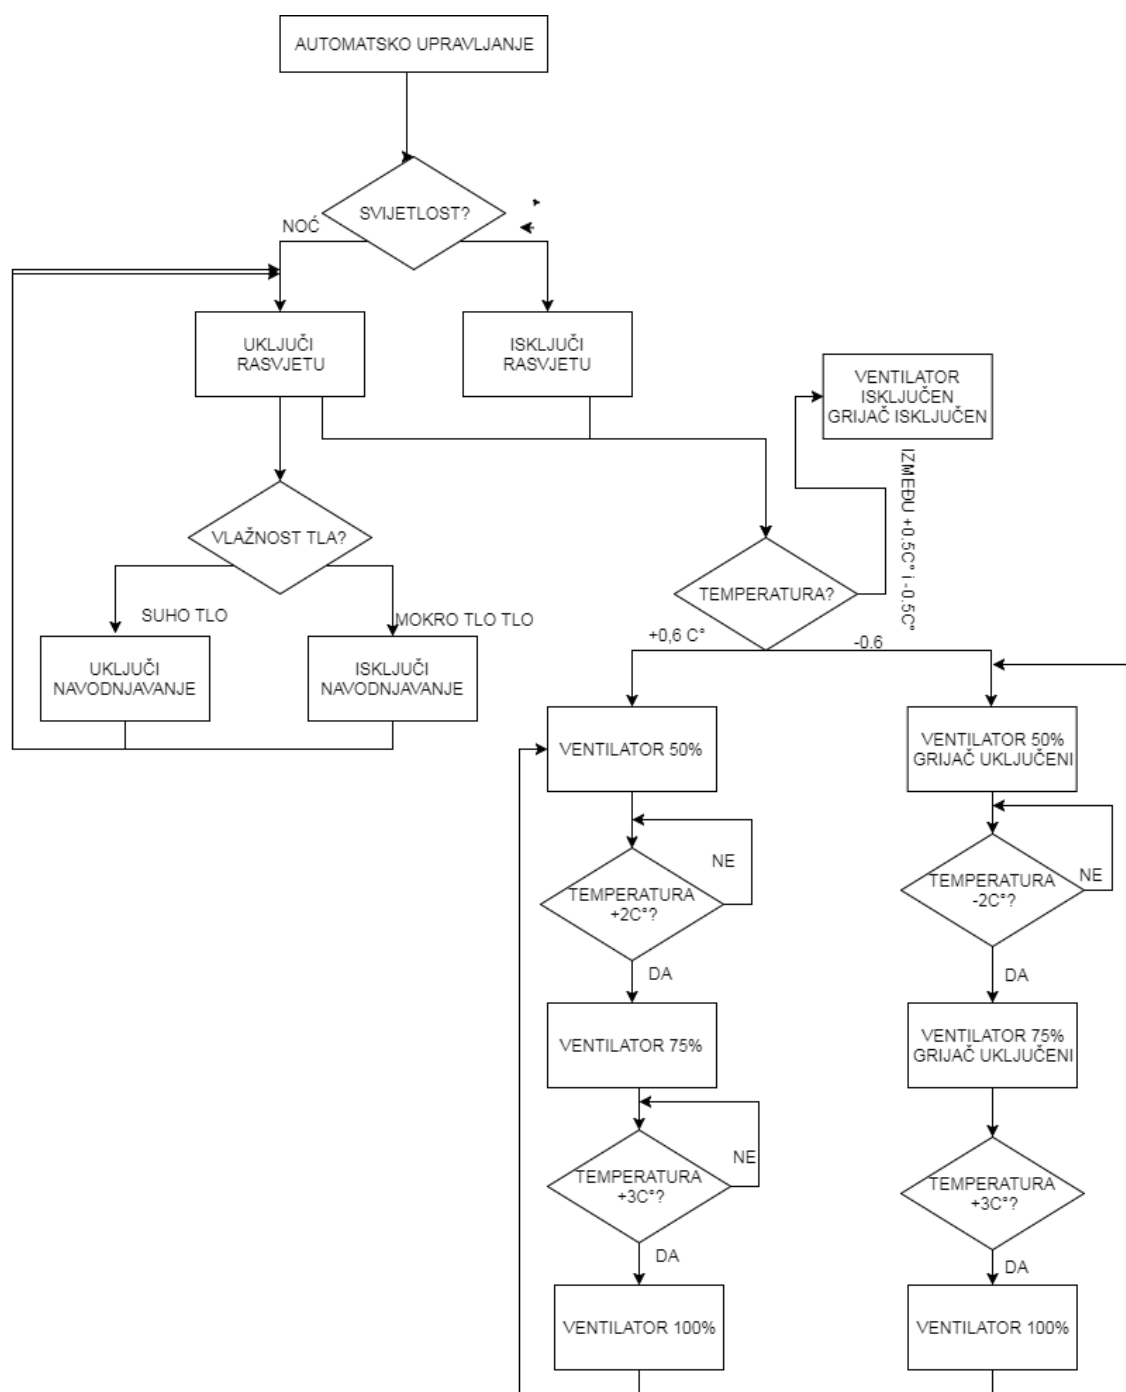 AUTOMATSKO UPRAVLJANJE
SVIJETLOST?
NOĆ
UKLJUČI
RASVJETU
ISKLJUČI
RASVJETU
VENTILATOR
ISKLJUČEN
GRIJAČ ISKLJUČEN
IZMEĐU +0.5C° i -0.5C°
VLAŽNOST TLA?
TEMPERATURA?
SUHO TLO
MOKRO TLO TLO
+0,6 C°
-0.6
UKLJUČI
NAVODNJAVANJE
ISKLJUČI
NAVODNJAVANJE
VENTILATOR 50%
VENTILATOR 50%
GRIJAČ UKLJUČENI
NE
TEMPERATURA
+2C°?
NE
TEMPERATURA
-2C°?
DA
DA
VENTILATOR 75%
VENTILATOR 75%
GRIJAČ UKLJUČENI
NE
TEMPERATURA
+3C°?
TEMPERATURA
+3C°?
DA
DA
VENTILATOR 100%
VENTILATOR 100%